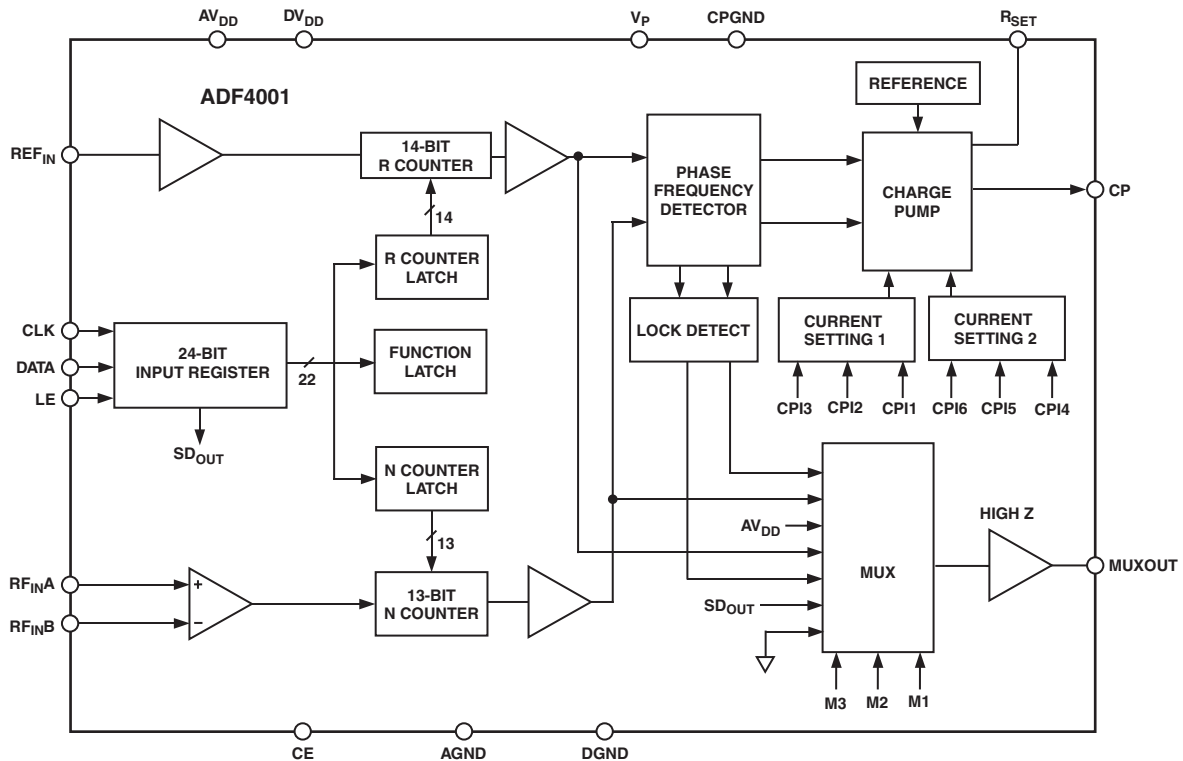 AVDD
DVDD
VP
CPGND
RSET
ADF4001
REFERENCE
REFIN
14-BIT
R COUNTER
PHASE
FREQUENCY
DETECTOR
CHARGE
PUMP
CP
14
R COUNTER
LATCH
CLK
DATA
LE
24-BIT
INPUT REGISTER
22
FUNCTION
LATCH
LOCK DETECT
CURRENT
SETTING 1
CURRENT
SETTING 2
CPI3
CPI2
CPI1
CPI6
CPI5
CPI4
SDOUT
N COUNTER
LATCH
13
AVDD
HIGH Z
MUX
MUXOUT
RFINA
+
RFINB
−
13-BIT
N COUNTER
SDOUT
M3
M2
M1
CE
AGND
DGND